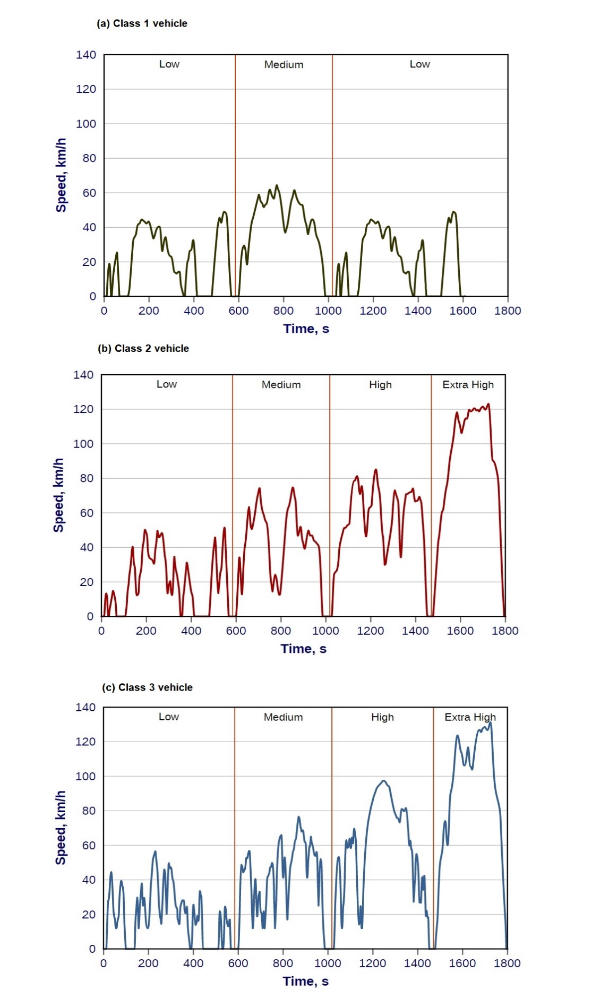 (a) Class 1 vehicle
140
Low Medium Low
120
100
80
60
40
20
0
Speed, km/h
0 200 400 600 800 1000 1200 1400 1600 1800
Time, s
(b) Class 2 vehicle
140
Low Medium High Extra High
120
100
80
60
40
20
0
Speed, km/h
0 200 400 600 800 1000 1200 1400 1600 1800
Time, s
(c) Class 3 vehicle
140
Low Medium High Extra High
120
100
80
60
40
20
0
Speed, km/h
0 200 400 600 800 1000 1200 1400 1600 1800
Time, s